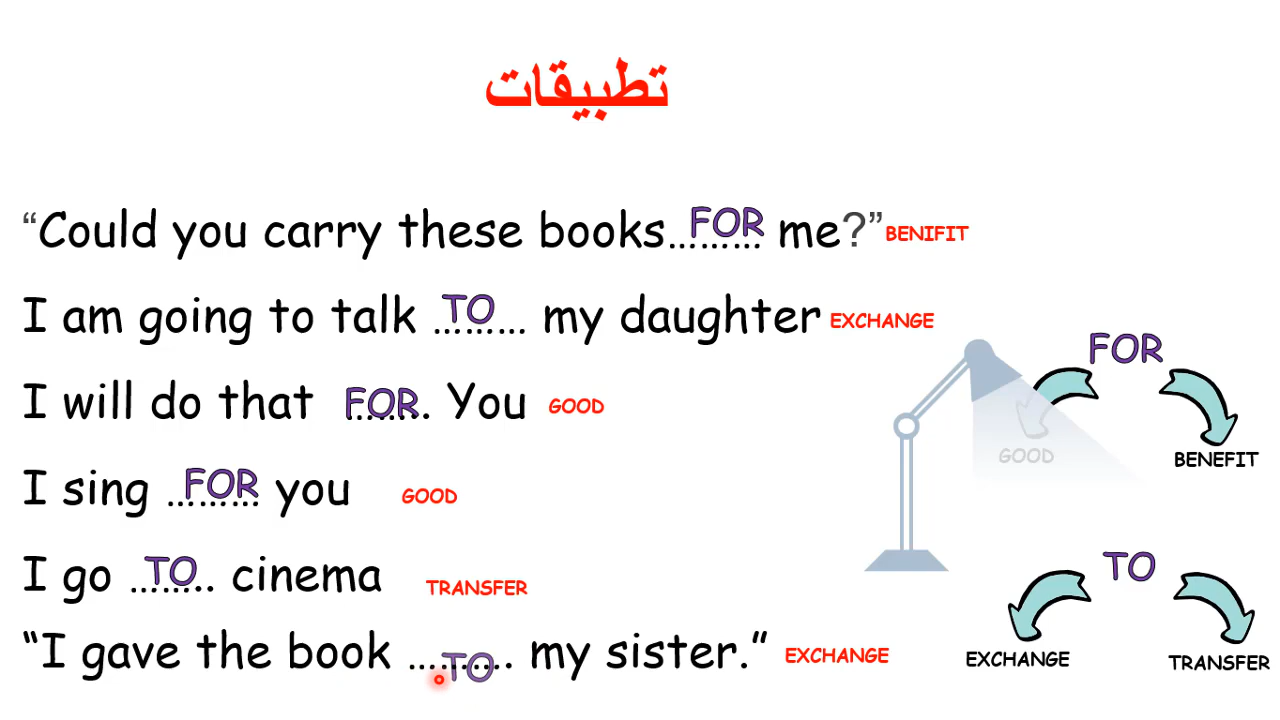 تطبيقات
“Could you carry these books………FOR me?” BENIFIT
I am going to talk ………TO my daughter EXCHANGE
I will do that …….FOR. You GOOD
I sing ………FOR you GOOD
I go ……..TO cinema TRANSFER
“I gave the book ……….TO my sister.” EXCHANGE
FOR
GOOD
BENEFIT
TO
EXCHANGE
TRANSFER